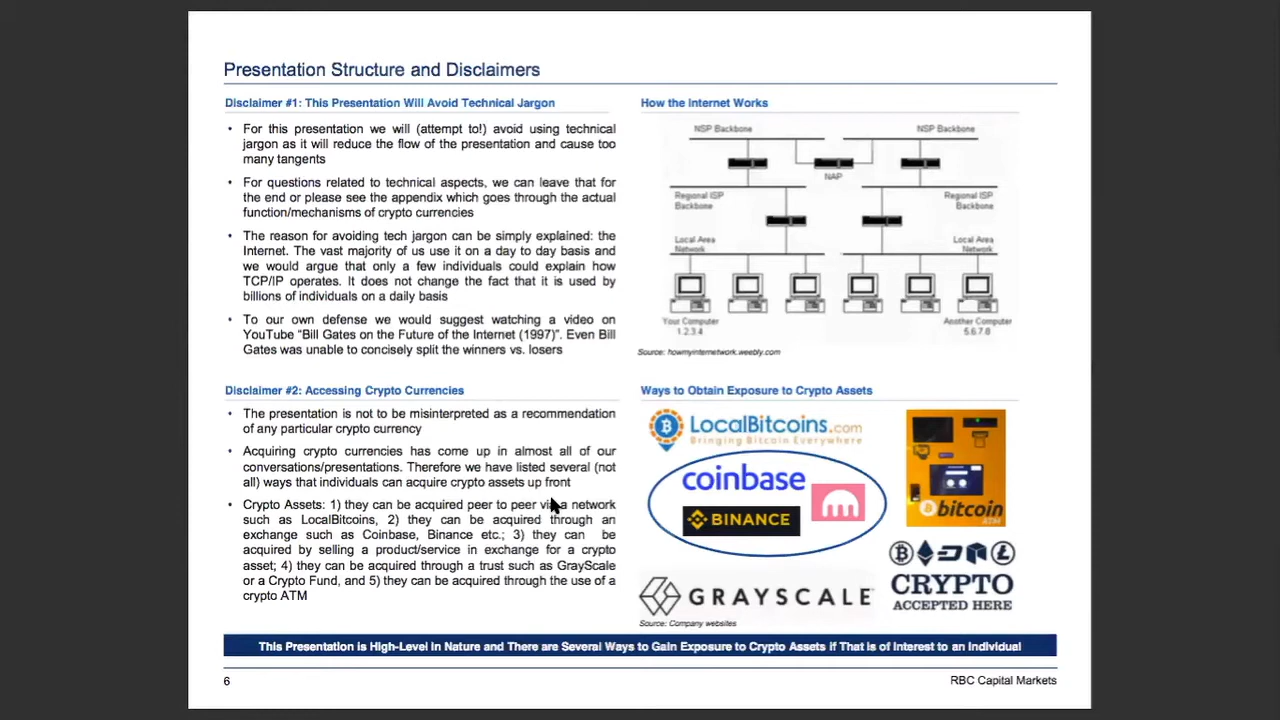 Presentation Structure and Disclaimers
Disclaimer #1: This Presentation Will Avoid Technical Jargon
• For this presentation we will (attempt to!) avoid using technical
jargon as it will reduce the flow of the presentation and cause too
many tangents
• For questions related to technical aspects, we can leave that for
the end or please see the appendix which goes through the actual
function/mechanisms of crypto currencies
• The reason for avoiding tech jargon can be simply explained: the
Internet. The vast majority of us use it on a day to day basis and
we would argue that only a few individuals could explain how
TCP/IP operates. It does not change the fact that it is used by
billions of individuals on a daily basis
• To our own defense we would suggest watching a video on
YouTube "Bill Gates on the Future of the Internet (1997)". Even Bill
Gates was unable to concisely split the winners vs. losers
How the Internet Works
NSP Backbone
NSP Backbone
NAP
Regional ISP
Backbone
Regional ISP
Backbone
Local Area
Network
Local Area
Network
Your Computer
1.2.3.4
Another Computer
5.6.7.8
Source: howmyinternetwork.weebly.com
Disclaimer #2: Accessing Crypto Currencies
• The presentation is not to be misinterpreted as a recommendation
of any particular crypto currency
• Acquiring crypto currencies has come up in almost all of our
conversations/presentations. Therefore we have listed several (not
all) ways that individuals can acquire crypto assets up front
• Crypto Assets: 1) they can be acquired peer to peer via a network
such as LocalBitcoins, 2) they can be acquired through an
exchange such as Coinbase, Binance etc.; 3) they can be
acquired by selling a product/service in exchange for a crypto
asset; 4) they can be acquired through a trust such as GrayScale
or a Crypto Fund, and 5) they can be acquired through the use of a
crypto ATM
Ways to Obtain Exposure to Crypto Assets
LocalBitcoins.com
Bringing Bitcoin Everywhere
coinbase
BINANCE
bitcoin
ATM
CRYPTO
ACCEPTED HERE
GRAYSCALE
Source: Company websites
This Presentation is High-Level in Nature and There are Several Ways to Gain Exposure to Crypto Assets if That is of Interest to an Individual
6
RBC Capital Markets